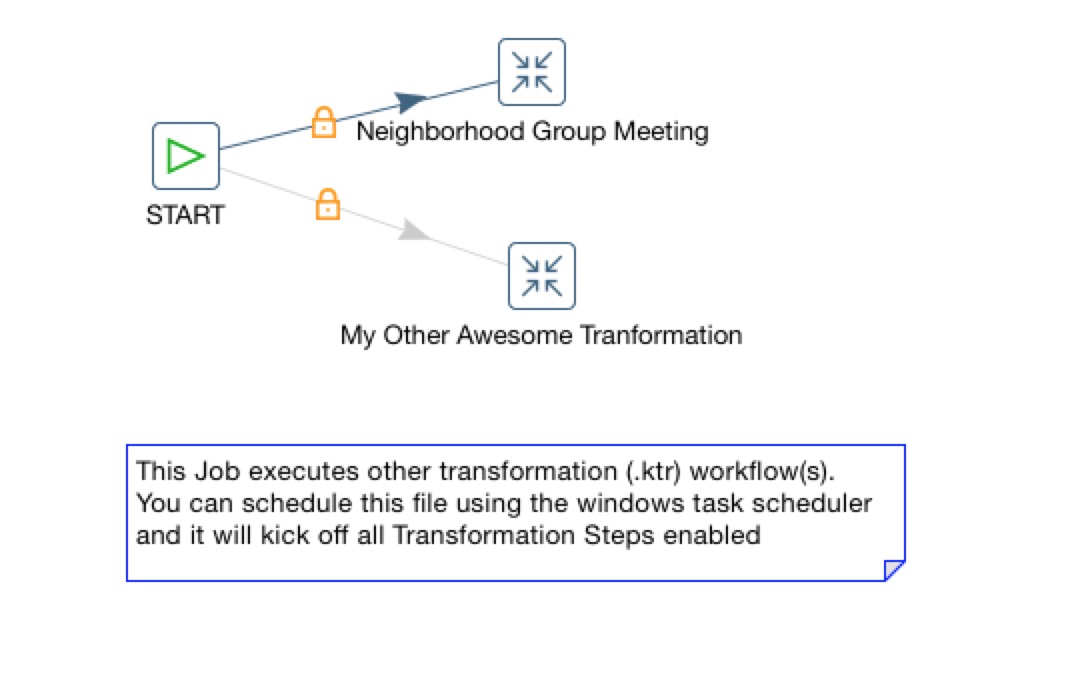 Neighborhood Group Meeting
START
My Other Awesome Tranformation
This Job executes other transformation (.ktr) workflow(s).
You can schedule this file using the windows task scheduler
and it will kick off all Transformation Steps enabled